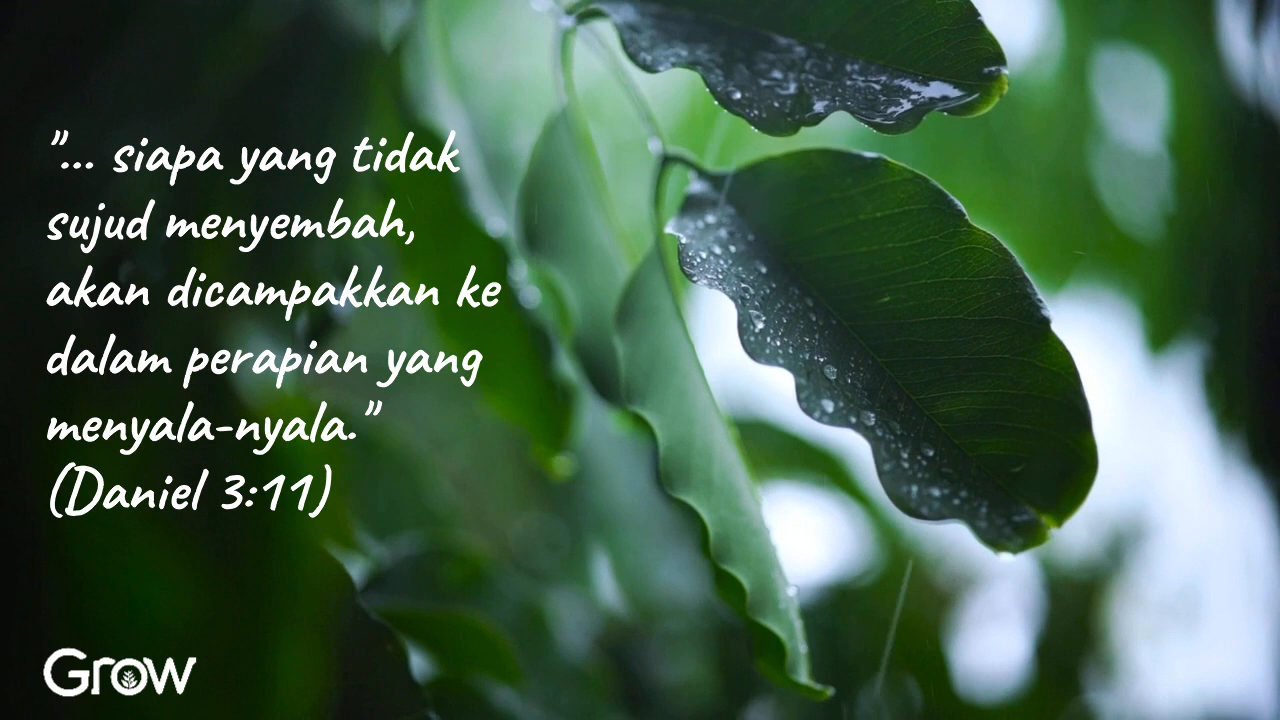 "... siapa yang tidak
sujud menyembah,
akan dicampakkan ke
dalam perapian yang
menyala-nyala."
(Daniel 3:11)
Grow